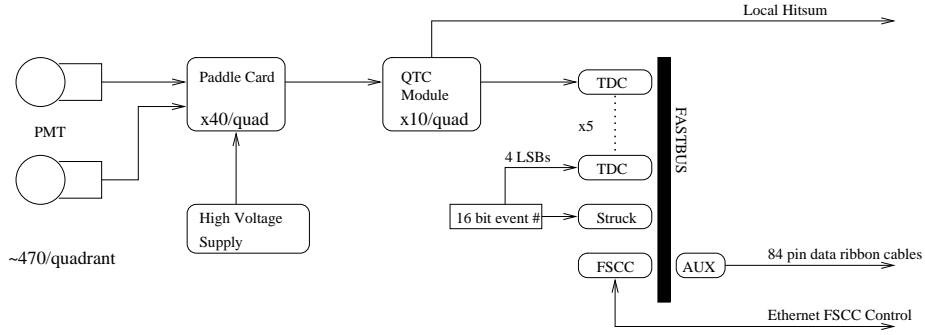 Local Hitsum
Paddle Card
x40/quad
QTC
Module
x10/quad
TDC
PMT
x5
FASTBUS
4 LSBs
TDC
High Voltage
Supply
16 bit event #
Struck
~470/quadrant
FSCC
AUX
84 pin data ribbon cables
Ethernet FSCC Control